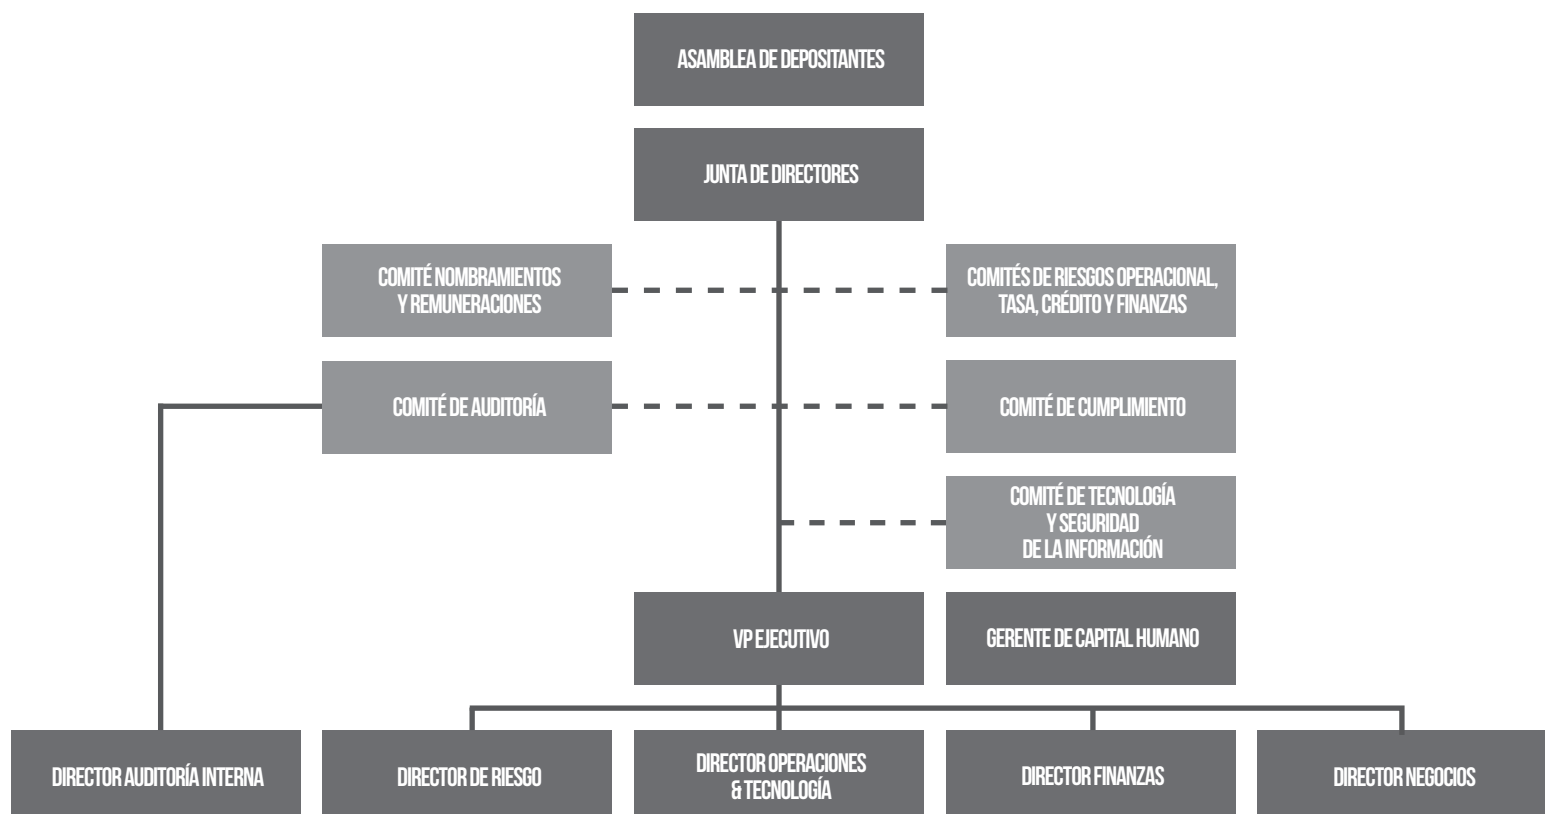 ASAMBLEA DE DEPOSITANTES
JUNTA DE DIRECTORES
COMITÉ NOMBRAMIENTOS
Y REMUNERACIONES
COMITÉS DE RIESGOS OPERACIONAL,
TASA, CRÉDITO Y FINANZAS
COMITÉ DE AUDITORÍA
COMITÉ DE CUMPLIMIENTO
COMITÉ DE TECNOLOGÍA
Y SEGURIDAD
DE LA INFORMACIÓN
VP EJECUTIVO
GERENTE DE CAPITAL HUMANO
DIRECTOR AUDITORÍA INTERNA
DIRECTOR DE RIESGO
DIRECTOR OPERACIONES
& TECNOLOGÍA
DIRECTOR FINANZAS
DIRECTOR NEGOCIOS